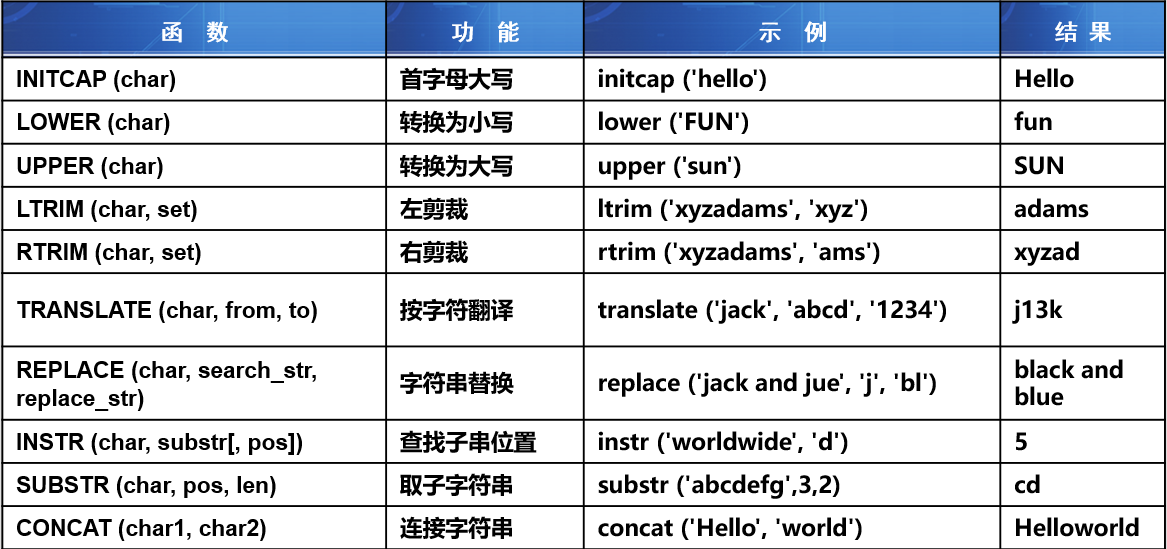 函 数 功 能 示 例 结 果
INITCAP (char) 首字母大写 initcap ('hello') Hello
LOWER (char) 转换为小写 lower ('FUN') fun
UPPER (char) 转换为大写 upper ('sun') SUN
LTRIM (char, set) 左剪裁 ltrim ('xyzadams', 'xyz') adams
RTRIM (char, set) 右剪裁 rtrim ('xyzadams', 'ams') xyzad
TRANSLATE (char, from, to) 按字符翻译 translate ('jack', 'abcd', '1234') j13k
REPLACE (char, search_str,
replace_str) 字符串替换 replace ('jack and jue', 'j', 'bl') black and
blue
INSTR (char, substr[, pos]) 查找子串位置 instr ('worldwide', 'd') 5
SUBSTR (char, pos, len) 取子字符串 substr ('abcdefg',3,2) cd
CONCAT (char1, char2) 连接字符串 concat ('Hello', 'world') Helloworld